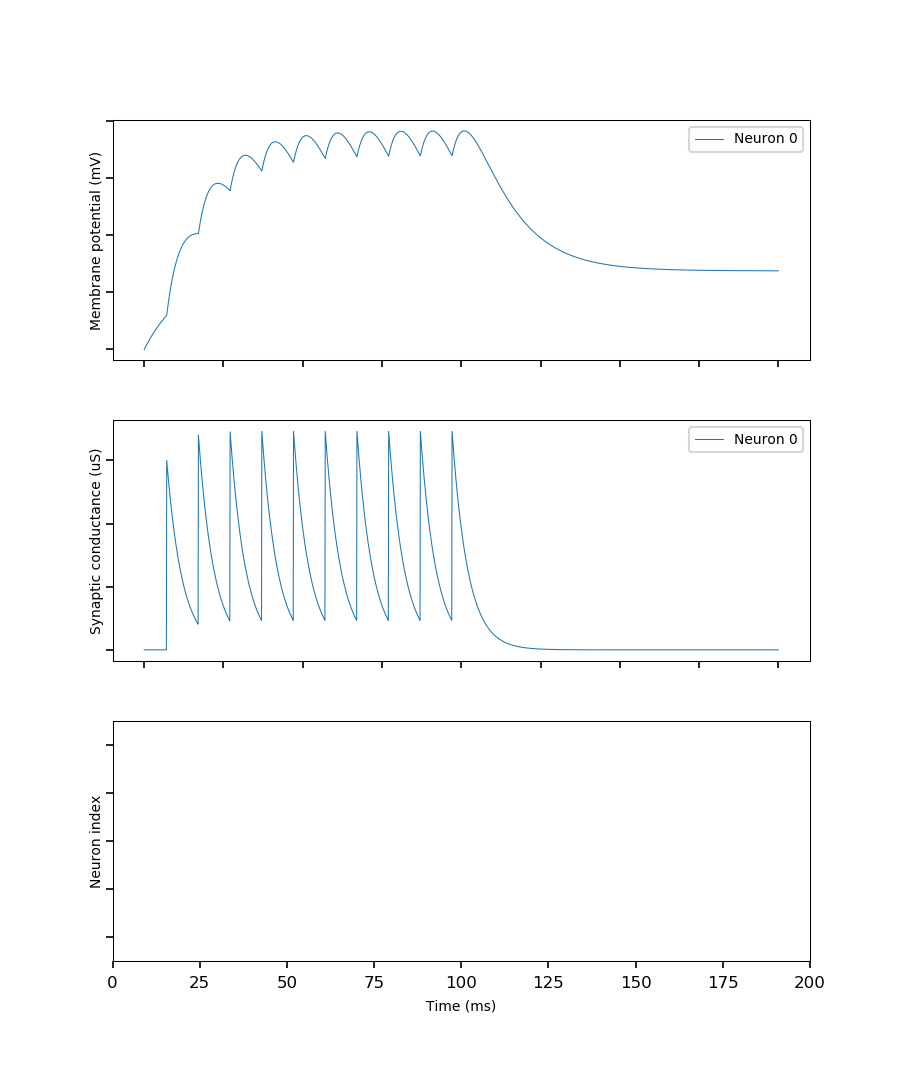 Membrane potential (mV)
Neuron 0
Synaptic conductance (uS)
Neuron 0
Neuron index
0 25 50 75 100 125 150 175 200
Time (ms)